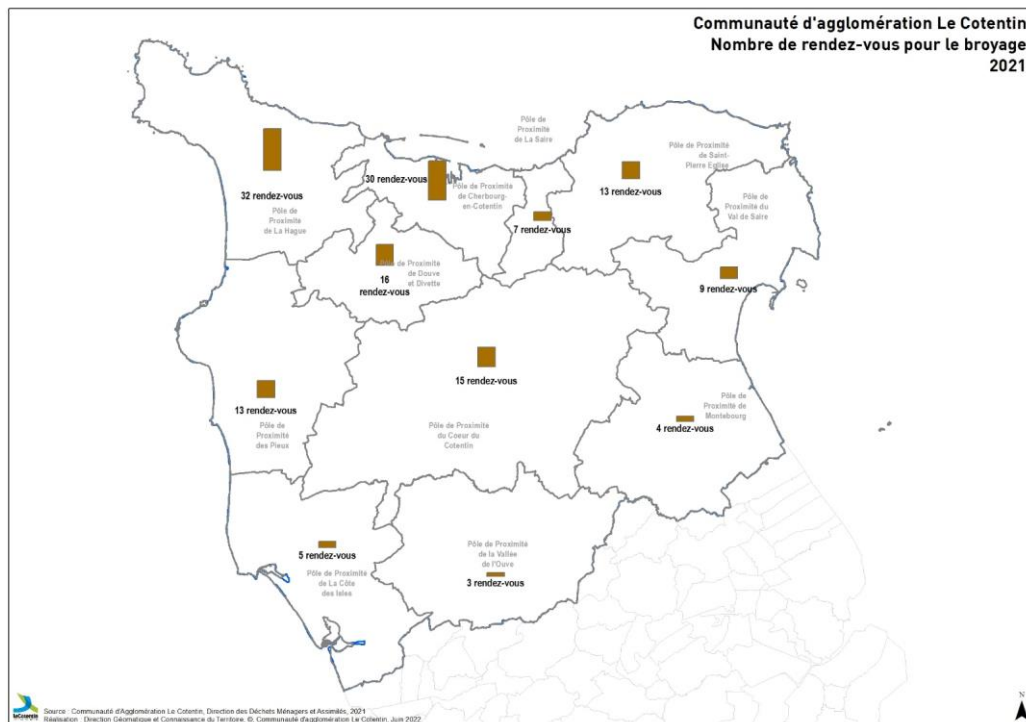 Communauté d'agglomération Le Cotentin
Nombre de rendez-vous pour le broyage
2021
Pôle de
Proximité
de La Saire
Pôle de Proximité
de Saint-
Pierre Eglise
13 rendez-vous
30 rendez-vous
Pôle de Proximité
de Cherbourg-
en-Cotentin
32 rendez-vous
Pôle de
Proximité
de La Hague
Pôle de
Proximité du
Val de Saire
7 rendez-vous
Pôle de Proximité
de Douve
et Divette
16
rendez-vous
9 rendez-vous
15 rendez-vous
Pôle de Proximité
du Coeur du
Cotentin
13 rendez-vous
Pôle de
Proximité
des Pieux
Pôle de
Proximité de
Montebourg
4 rendez-vous
5 rendez-vous
Pôle de Proximité
de La Côte
des Isles
Pôle de Proximité
de la Vallée
de l'Ouve
3 rendez-vous
N
leCotentin
Source : Communauté d'Agglomération Le Cotentin, Direction des Déchets Ménagers et Assimilés, 2021
Réalisation : Direction Géomatique et Connaissance du Territoire, © Communauté d'agglomération Le Cotentin, Juin 2022